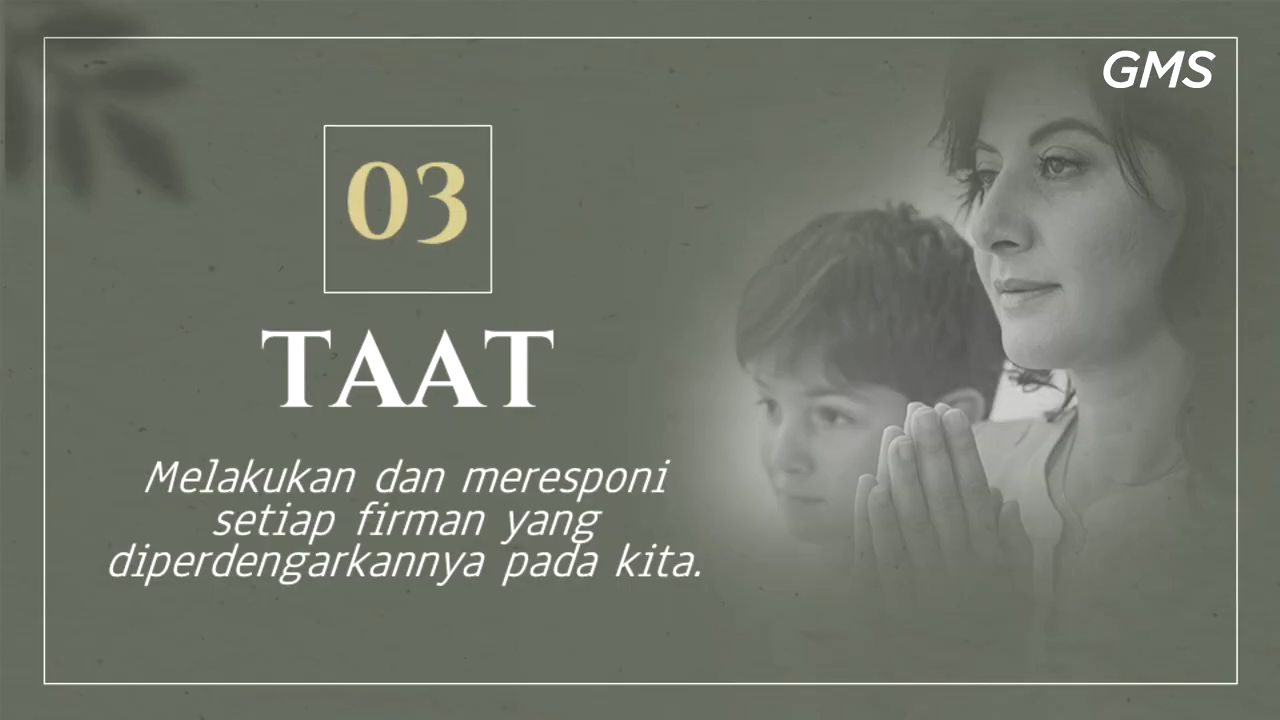 GMS
03
TAAT
Melakukan dan meresponi
setiap firman yang
diperdengarkannya pada kita.